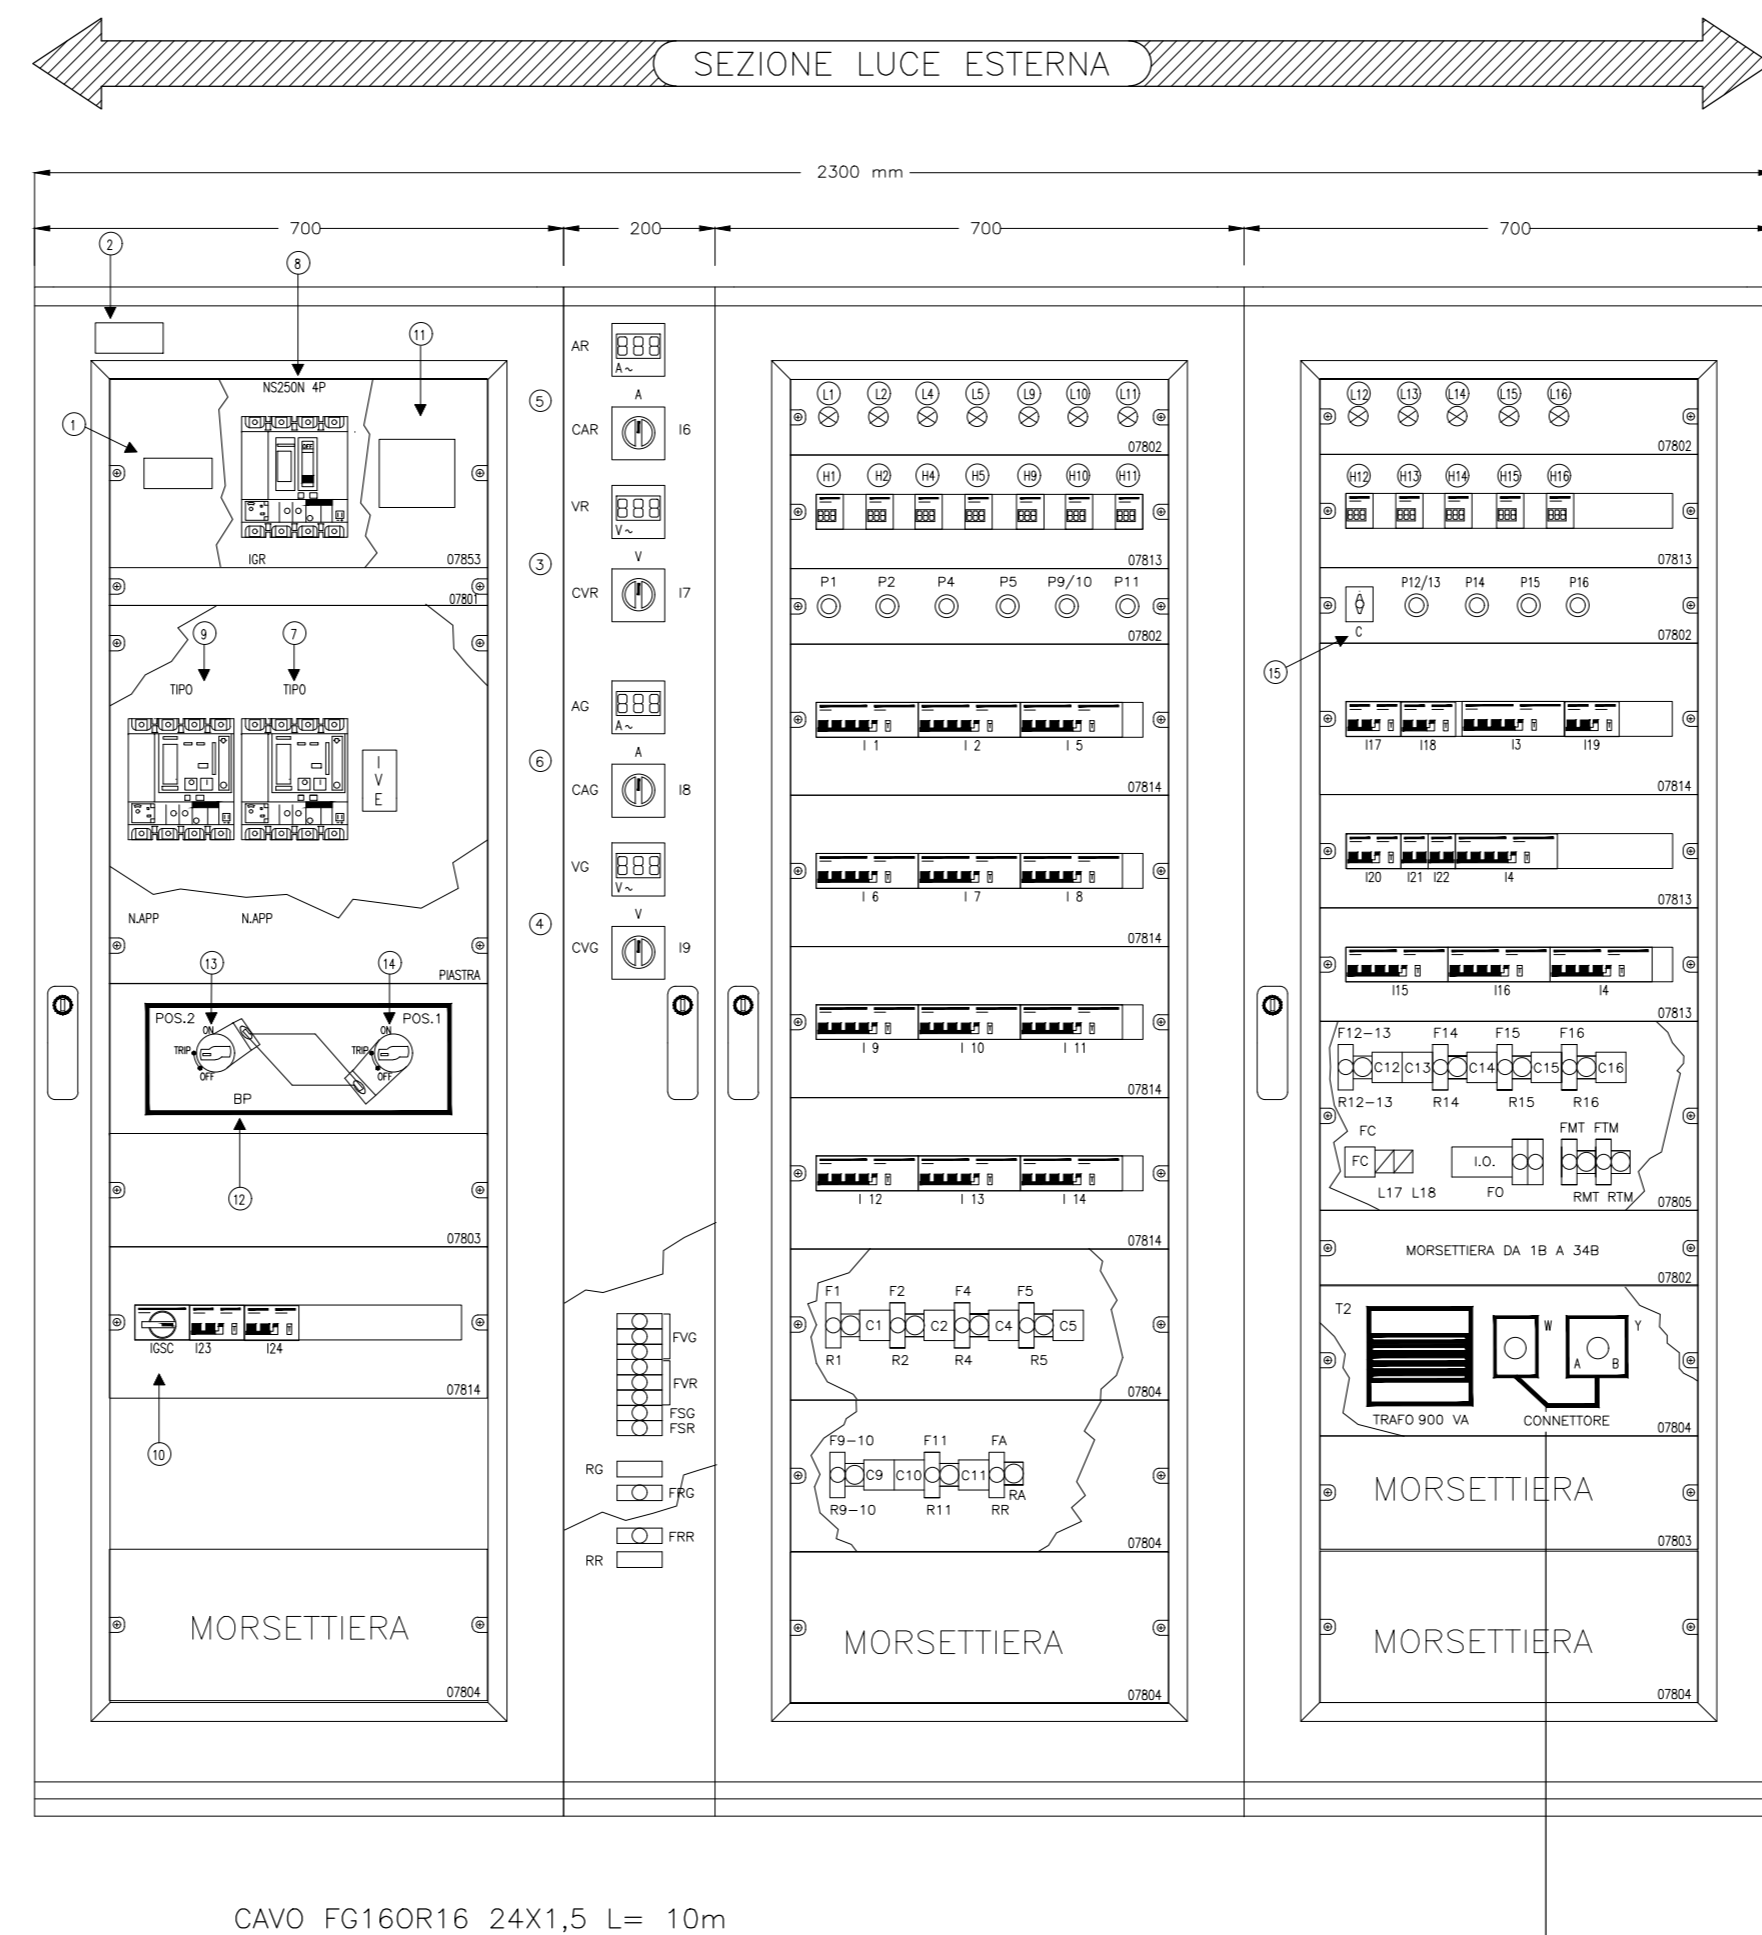 SEZIONE LUCE ESTERNA
2300 mm
700
200
700
700
2
8
11
1
NS250N 4P
IGR
07853
07801
9
7
TIPO
TIPO
I
V
E
N.APP
N.APP
PIASTRA
13
14
POS.2
ON
TRIP
OFF
ON
POS.1
TRIP
OFF
BP
12
07803
IGSC
I23
I24
07814
10
MORSETTIERA
07804
AR
A~
5
A
CAR
I6
VR
V~
3
V
CVR
I7
AG
A~
6
A
CAG
I8
VG
V~
4
V
CVG
I9
FVG
FVR
FSG
FSR
RG
FRG
FRR
RR
L1 L2 L4 L5 L9 L10 L11
07802
H1 H2 H4 H5 H9 H10 H11
07813
P1 P2 P4 P5 P9/10 P11
07802
I 1 I 2 I 5
07814
I 6 I 7 I 8
07814
I 9 I 10 I 11
07814
I 12 I 13 I 14
07814
F1 F2 F4 F5
C1 C2 C4 C5
R1 R2 R4 R5
07804
F9-10 F11 FA
C9 C10 C11
RA
R9-10 R11 RR
07804
MORSETTIERA
07804
L12 L13 L14 L15 L16
07802
H12 H13 H14 H15 H16
07813
P12/13 P14 P15 P16
C
07802
15
I17 I18 I3 I19
07814
I20 I21 I22 I4
07813
I15 I16 I4
07813
F12-13 F14 F15 F16
C12 C13 C14 C15 C16
R12-13 R14 R15 R16
FC FMT FTM
FC I.O.
L17 L18 FO RMT RTM
07805
MORSETTIERA DA 1B A 34B
07802
T2
W Y
A B
TRAFO 900 VA CONNETTORE
07804
MORSETTIERA
07803
MORSETTIERA
07804
CAVO FG16OR16 24X1,5 L= 10m